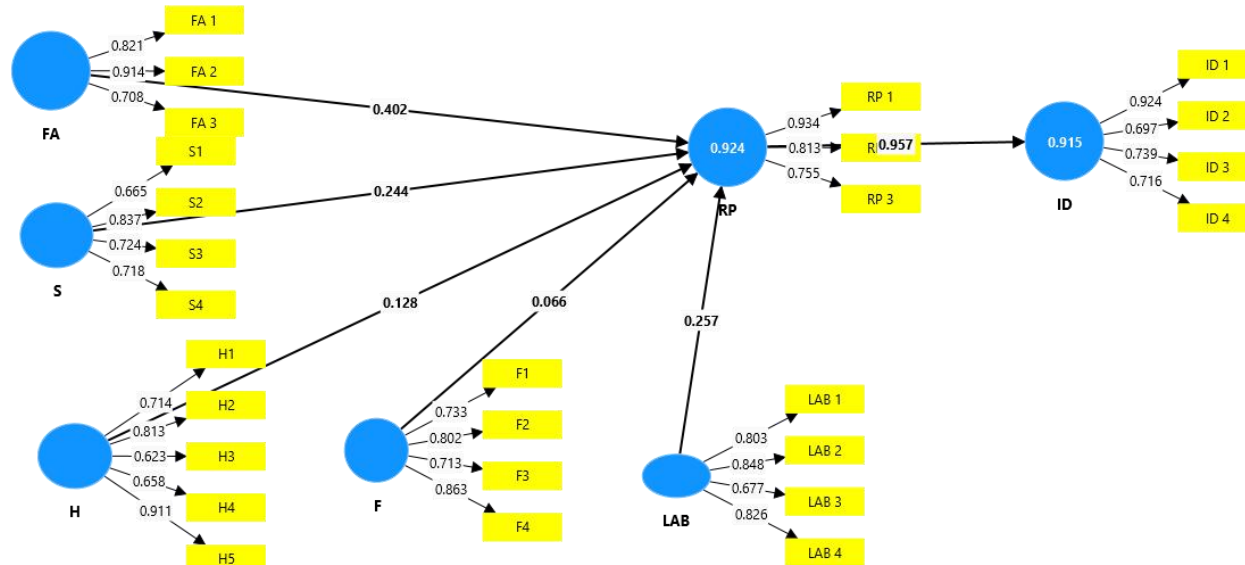 FA 1
0.821
FA 2
0.914
0.708
FA 3
FA
0.402
S1
0.665
S2
0.837
0.244
0.724
S3
0.718
S4
S
H1
0.714
H2
0.813
0.128
0.623
H3
0.658
H4
0.911
H5
H
F1
0.733
F2
0.802
0.066
0.713
F3
0.863
F4
F
LAB 1
0.803
LAB 2
0.848
0.257
0.677
LAB 3
0.826
LAB 4
LAB
RP 1
0.934
0.924
0.813
R
0.957
0.755
RP 3
RP
ID 1
0.924
ID 2
0.697
0.915
0.739
ID 3
0.716
ID 4
ID